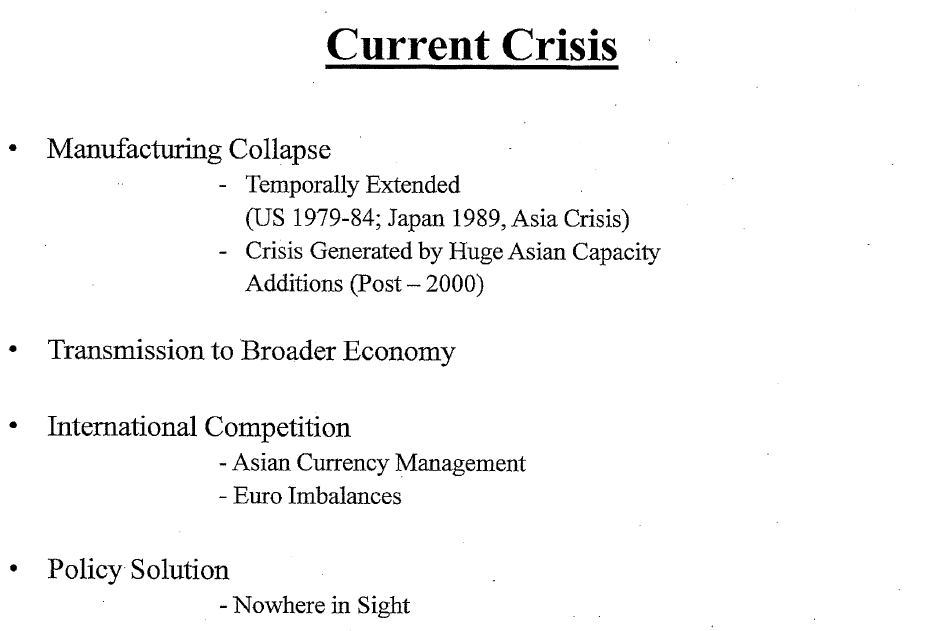 Current Crisis
• Manufacturing Collapse
- Temporally Extended
(US 1979-84; Japan 1989, Asia Crisis)
- Crisis Generated by Huge Asian Capacity
Additions (Post – 2000)
• Transmission to Broader Economy
• International Competition
- Asian Currency Management
- Euro Imbalances
• Policy Solution
- Nowhere in Sight